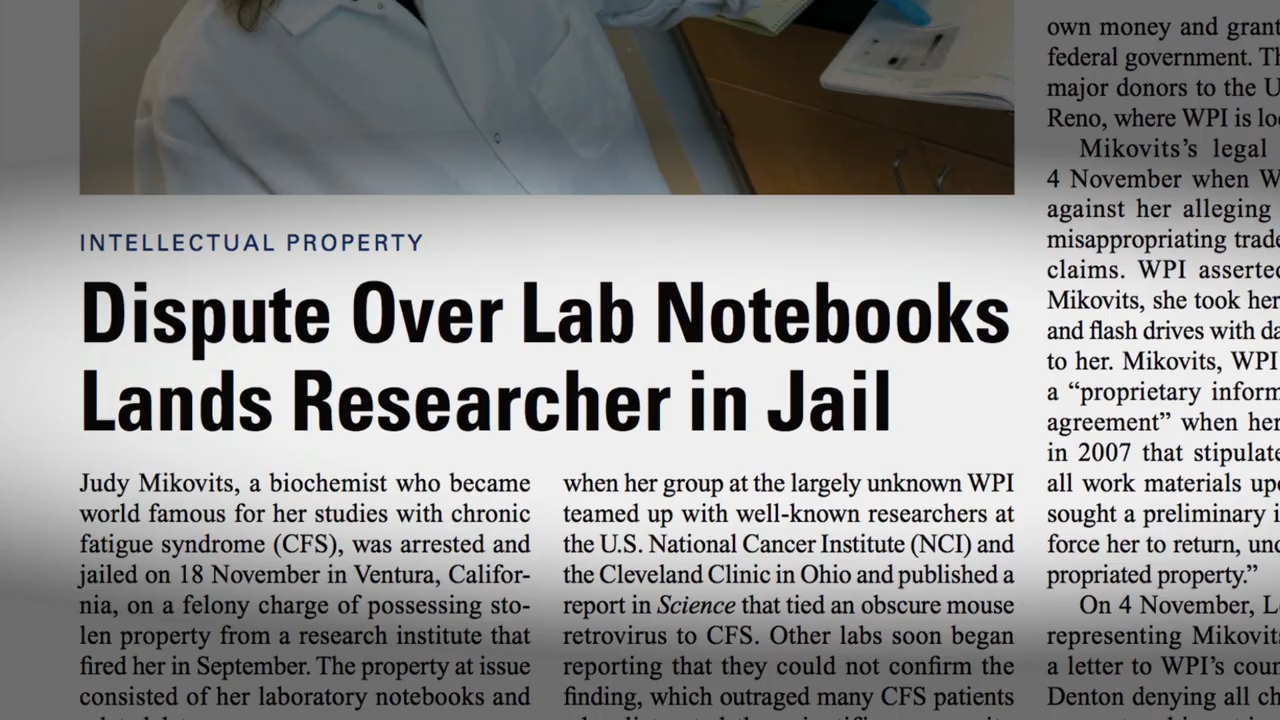 INTELLECTUAL PROPERTY
Dispute Over Lab Notebooks
Lands Researcher in Jail
Judy Mikovits, a biochemist who became
world famous for her studies with chronic
fatigue syndrome (CFS), was arrested and
jailed on 18 November in Ventura, Califor-
nia, on a felony charge of possessing sto-
len property from a research institute that
fired her in September. The property at issue
consisted of her laboratory notebooks and
when her group at the largely unknown WPI
teamed up with well-known researchers at
the U.S. National Cancer Institute (NCI) and
the Cleveland Clinic in Ohio and published a
report in Science that tied an obscure mouse
retrovirus to CFS. Other labs soon began
reporting that they could not confirm the
finding, which outraged many CFS patients
own money and grant
federal government. Th
major donors to the U
Reno, where WPI is lo
Mikovits's legal
4 November when W
against her alleging
misappropriating trade
claims. WPI asserted
Mikovits, she took her
and flash drives with da
to her. Mikovits, WPI
a “proprietary inform
agreement” when her
in 2007 that stipulate
all work materials upo
sought a preliminary i
force her to return, und
propriated property.”
On 4 November, L
representing Mikovits
a letter to WPI’s coun
Denton denying all ch